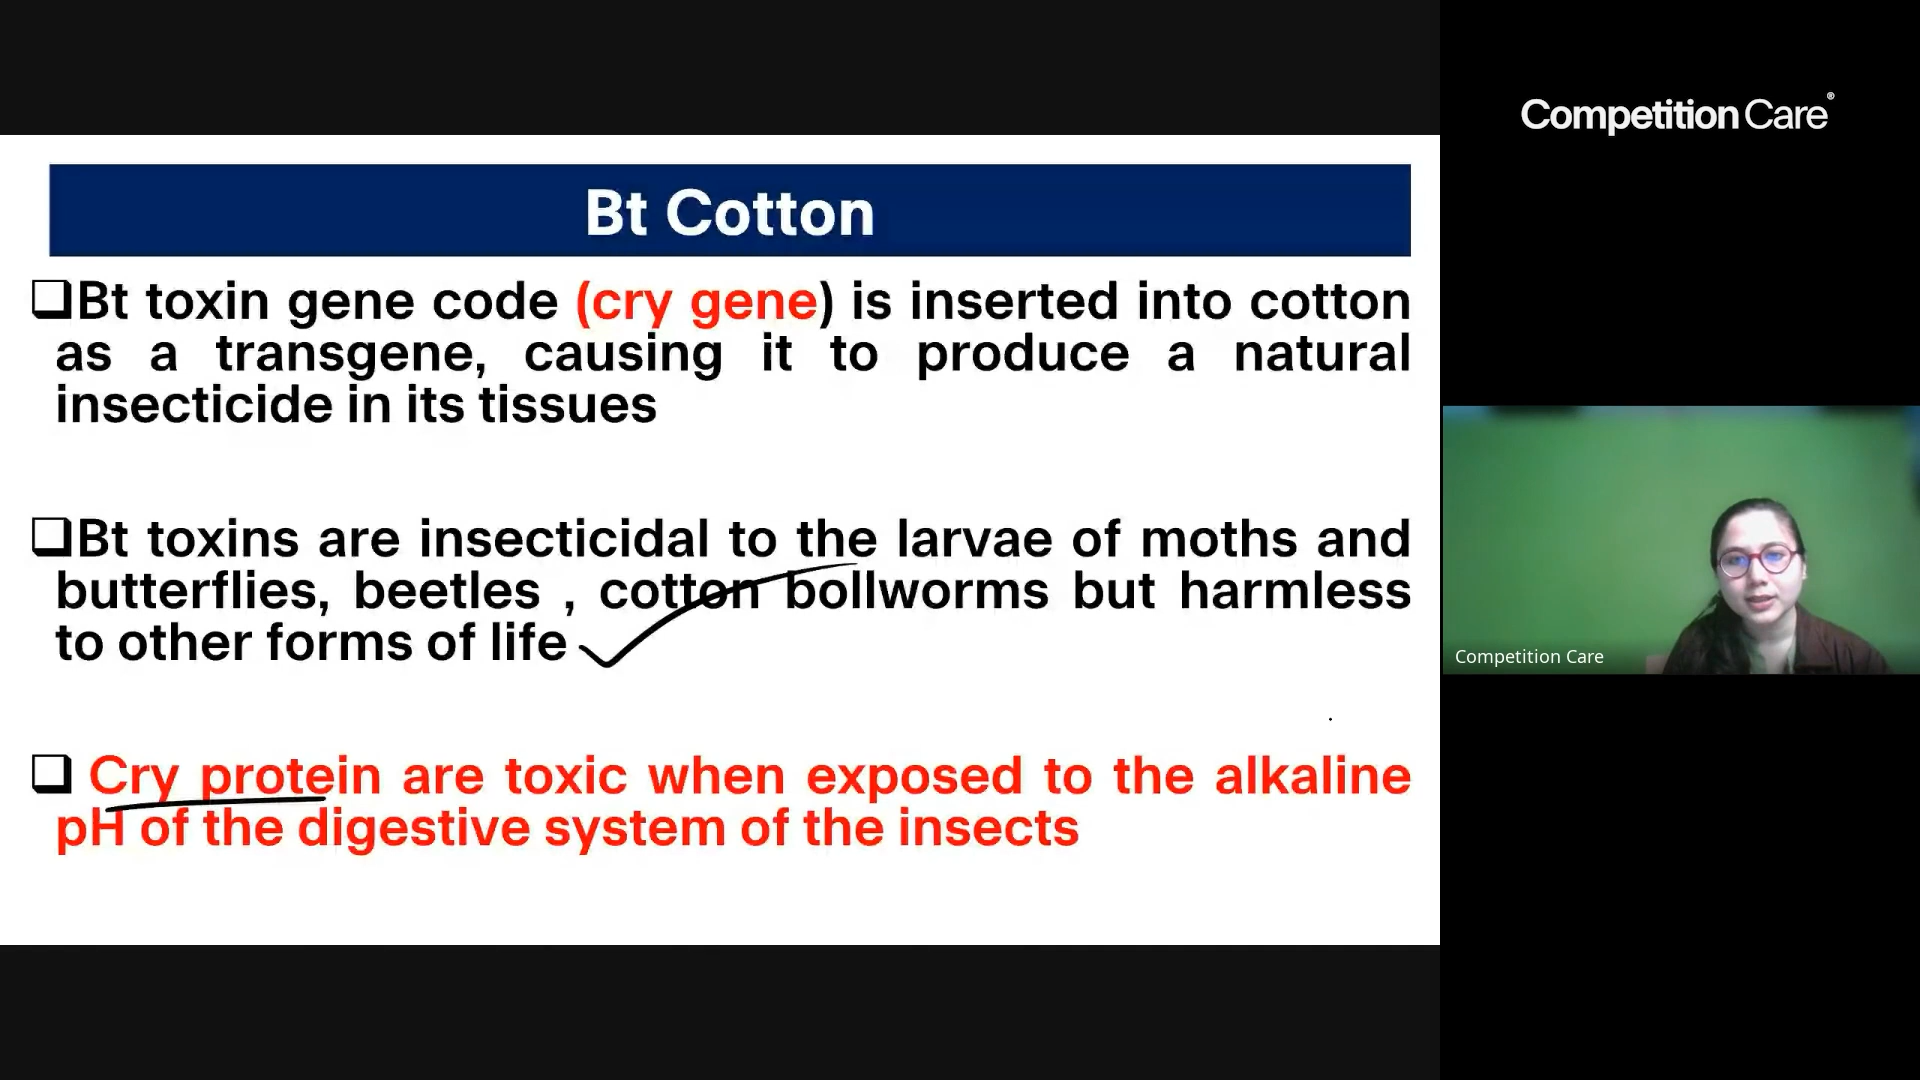 CompetitionCare®
Bt Cotton
❑Bt toxin gene code (cry gene) is inserted into cotton
as a transgene, causing it to produce a natural
insecticide in its tissues
❑Bt toxins are insecticidal to the larvae of moths and
butterflies, beetles , cotton bollworms but harmless
to other forms of life
❑ Cry protein are toxic when exposed to the alkaline
pH of the digestive system of the insects
Competition Care